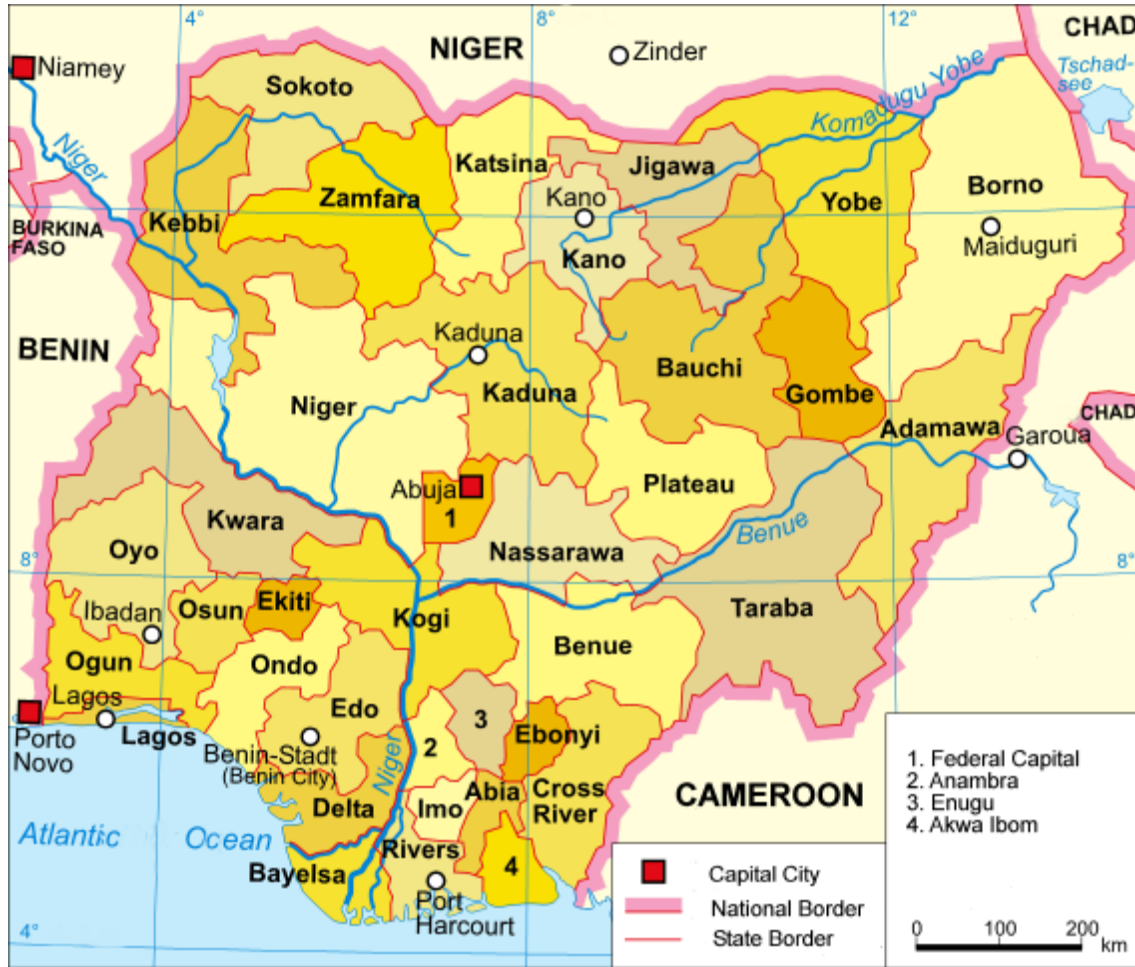 4°
8°
12°
NIGER
CHAD
Zinder
Niamey
Tschad-
see
Sokoto
Komadugu Yobe
Niger
Katsina
Jigawa
Zamfara
Kano
Yobe
Borno
BURKINA
FASO
Kebbi
Maiduguri
Kano
Kaduna
BENIN
Bauchi
Niger
Kaduna
Gombe
CHAD
Adamawa
Garoua
Abuja
Plateau
1
Kwara
Benue
Oyo
Nassarawa
8°
8°
Ibadan
Osun
Ekiti
Kogi
Taraba
Ogun
Ondo
Benue
Lagos
Edo
3
Porto
Novo
Lagos
Benin-Stadt
(Benin City)
Niger
2
Ebonyi
Delta
Imo
Abia
Cross
River
CAMEROON
Atlantic Ocean
Rivers
Bayelsa
4
Port
Harcourt
4°
1. Federal Capital
2. Anambra
3. Enugu
4. Akwa Ibom
Capital City
National Border
State Border
0 100 200
km